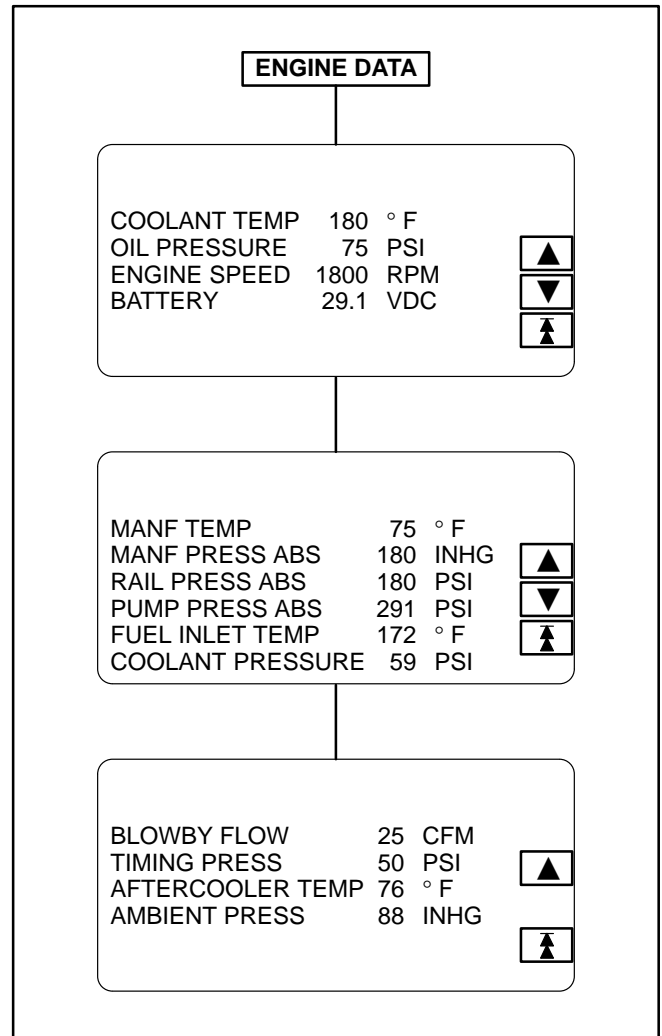 ENGINE DATA
COOLANT TEMP 180 ° F
OIL PRESSURE 75 PSI
ENGINE SPEED 1800 RPM
BATTERY 29.1 VDC
MANF TEMP 75 ° F
MANF PRESS ABS 180 INHG
RAIL PRESS ABS 180 PSI
PUMP PRESS ABS 291 PSI
FUEL INLET TEMP 172 ° F
COOLANT PRESSURE 59 PSI
BLOWBY FLOW 25 CFM
TIMING PRESS 50 PSI
AFTERCOOLER TEMP 76 ° F
AMBIENT PRESS 88 INHG